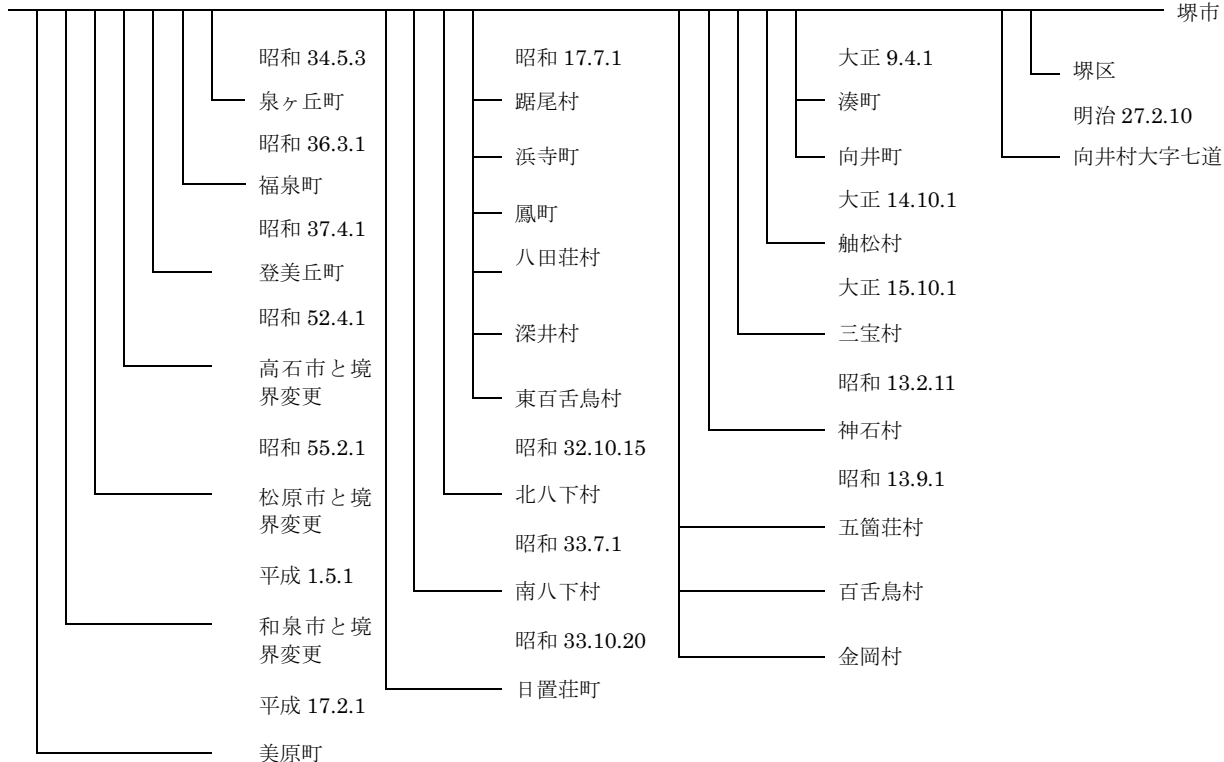 堺市
堺区
明治 27.2.10
向井村大字七道
大正 9.4.1
湊町
向井町
大正 14.10.1
舳松村
大正 15.10.1
三宝村
昭和 13.2.11
神石村
昭和 13.9.1
五箇荘村
百舌鳥村
金岡村
昭和 17.7.1
踞尾村
浜寺町
鳳町
八田荘村
深井村
東百舌鳥村
昭和 32.10.15
北八下村
昭和 33.7.1
南八下村
昭和 33.10.20
日置荘町
昭和 34.5.3
泉ヶ丘町
昭和 36.3.1
福泉町
昭和 37.4.1
登美丘町
昭和 52.4.1
高石市と境
界変更
昭和 55.2.1
松原市と境
界変更
平成 1.5.1
和泉市と境
界変更
平成 17.2.1
美原町